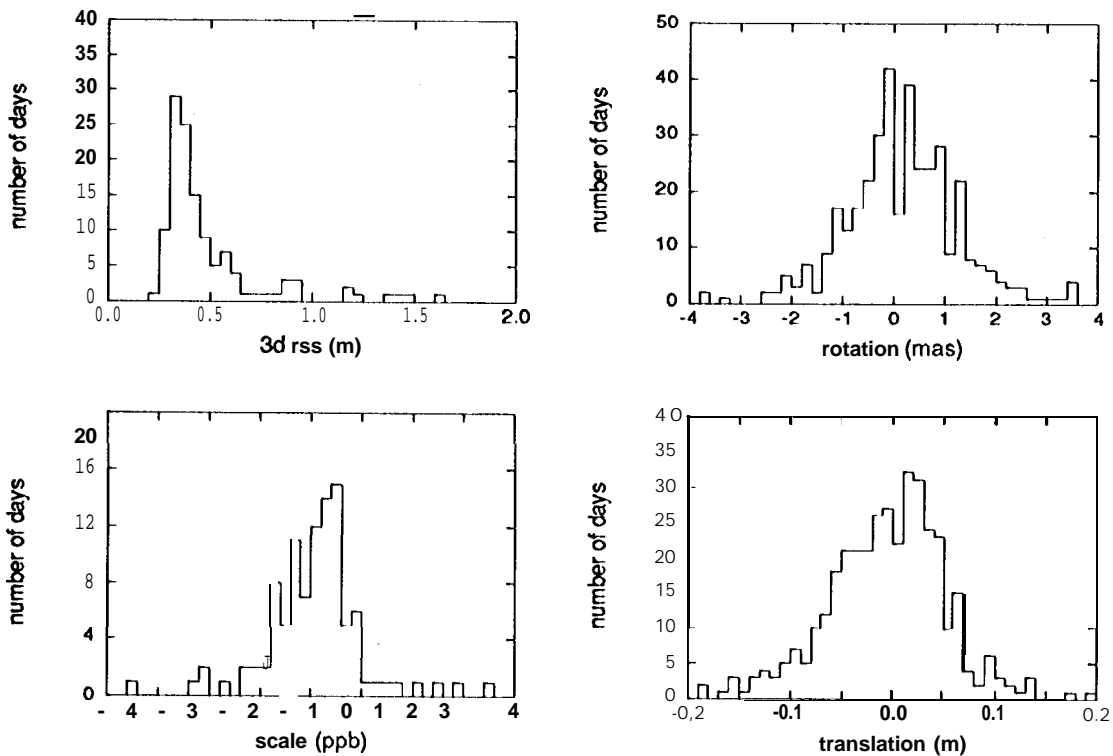 40
35
30
25
20
15
10
5
0
number of days
0.0 0.5 1.0 1.5 2.0
3d rss (m)
50
40
30
20
10
0
number of days
-4 -3 -2 -1 0 1 2 3 4
rotation (mas)
20
16
12
8
4
0
number of days
- 4 - 3 - 2 - 1 0 1 2 3 4
scale (ppb)
40
35
30
25
20
15
10
5
0
number of days
-0,2 -0.1 0.0 0.1 0.2
translation (m)